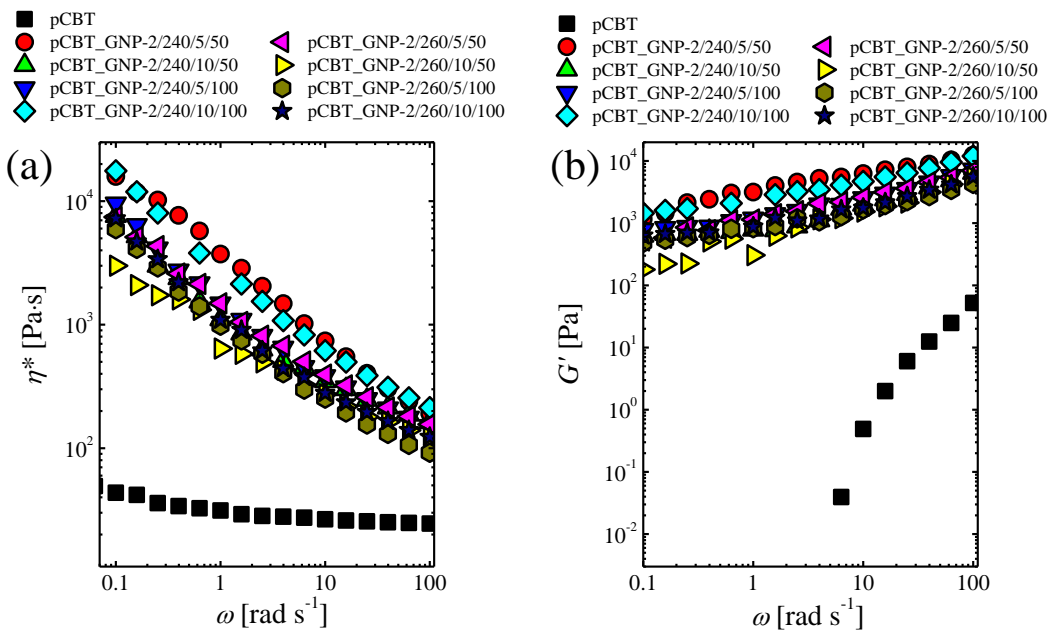 pCBT
pCBT_GNP-2/240/5/50
pCBT_GNP-2/260/5/50
pCBT_GNP-2/240/10/50
pCBT_GNP-2/260/10/50
pCBT_GNP-2/240/5/100
pCBT_GNP-2/260/5/100
pCBT_GNP-2/240/10/100
pCBT_GNP-2/260/10/100
(a)
10⁴
10³
10²
η* [Pa·s]
0.1 1 10 100
ω [rad s⁻¹]
pCBT
pCBT_GNP-2/240/5/50
pCBT_GNP-2/260/5/50
pCBT_GNP-2/240/10/50
pCBT_GNP-2/260/10/50
pCBT_GNP-2/240/5/100
pCBT_GNP-2/260/5/100
pCBT_GNP-2/240/10/100
pCBT_GNP-2/260/10/100
(b)
10⁴
10³
10²
10¹
10⁰
10⁻¹
10⁻²
G' [Pa]
0.1 1 10 100
ω [rad s⁻¹]